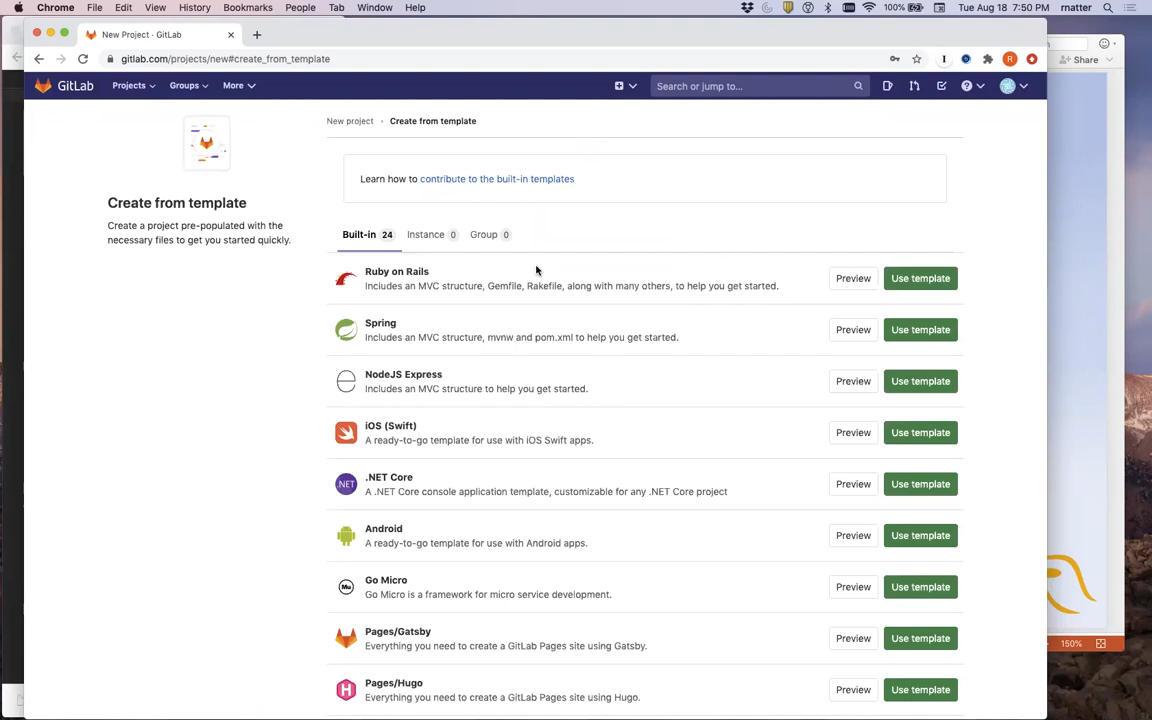 Chrome File Edit View History Bookmarks People Tab Window Help 100% Tue Aug 18 7:50 PM rnatter
New Project · GitLab
gitlab.com/projects/new#create_from_template
R
Share
GitLab Projects Groups More Search or jump to...
New project Create from template
Learn how to contribute to the built-in templates
Create from template
Create a project pre-populated with the
necessary files to get you started quickly.
Built-in 24 Instance 0 Group 0
Ruby on Rails
Includes an MVC structure, Gemfile, Rakefile, along with many others, to help you get started.
Preview Use template
Spring
Includes an MVC structure, mvnw and pom.xml to help you get started.
Preview Use template
NodeJS Express
Includes an MVC structure to help you get started.
Preview Use template
iOS (Swift)
A ready-to-go template for use with iOS Swift apps.
Preview Use template
.NET
.NET Core
A .NET Core console application template, customizable for any .NET Core project
Preview Use template
Android
A ready-to-go template for use with Android apps.
Preview Use template
Mu
Go Micro
Go Micro is a framework for micro service development.
Preview Use template
Pages/Gatsby
Everything you need to create a GitLab Pages site using Gatsby.
Preview Use template
150%
Pages/Hugo
Everything you need to create a GitLab Pages site using Hugo.
Preview Use template